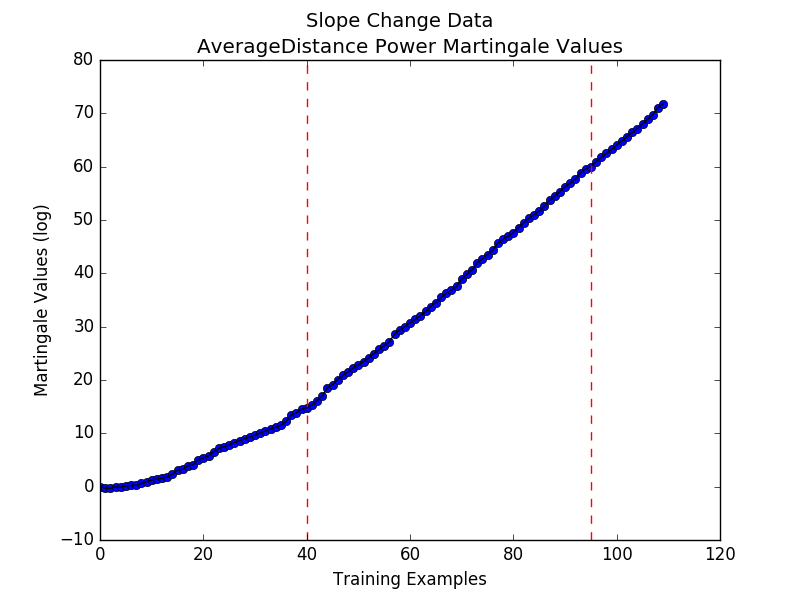 Slope Change Data
AverageDistance Power Martingale Values
80
70
60
50
40
30
20
10
0
−10
Martingale Values (log)
0 20 40 60 80 100 120
Training Examples